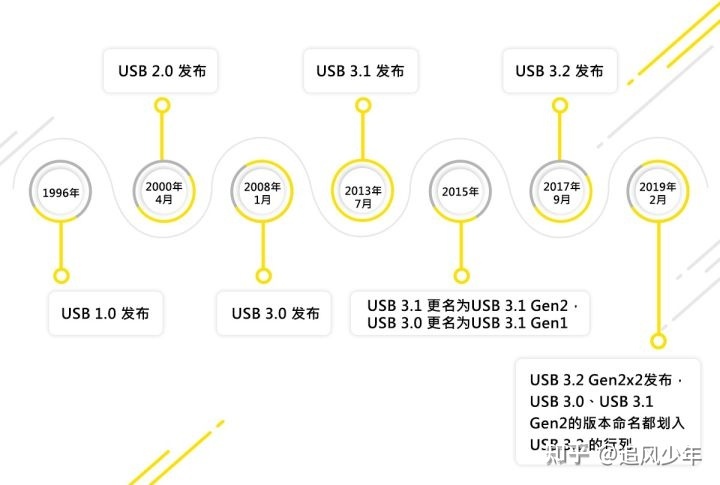 USB 2.0 发布
USB 3.1 发布
USB 3.2 发布
1996年
2000年
4月
2008年
1月
2013年
7月
2015年
2017年
9月
2019年
2月
USB 1.0 发布
USB 3.0 发布
USB 3.1 更名为USB 3.1 Gen2，
USB 3.0 更名为USB 3.1 Gen1
USB 3.2 Gen2x2发布，
USB 3.0、USB 3.1
Gen2的版本命名都划入
USB 3.2 的行列
知乎 @追风少年